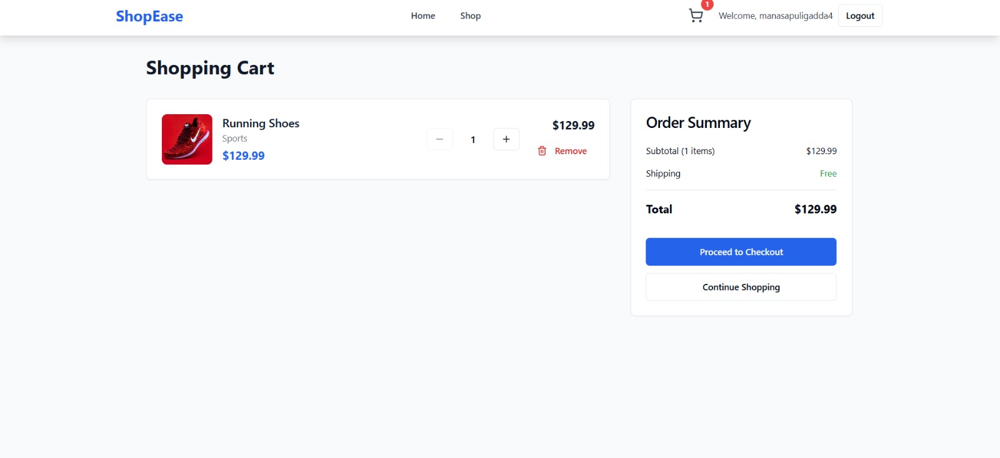 ShopEase
Home
Shop
1
Welcome, manasapuligadda4
Logout
Shopping Cart
Running Shoes
Sports
$129.99
1
$129.99
Remove
Order Summary
Subtotal (1 items) $129.99
Shipping Free
Total $129.99
Proceed to Checkout
Continue Shopping